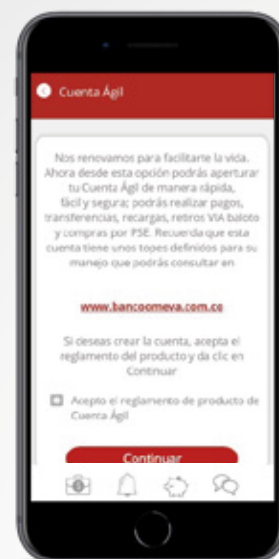 Cuenta Ágil
Nos renovamos para facilitarte la vida.
Ahora desde esta opción podrás aperturar
tu Cuenta Ágil de manera rápida,
fácil y segura; podrás realizar pagos,
transferencias, recargas, retiros VIA baloto
y compras por PSE. Recuerda que esta
cuenta tiene unos topes definidos para su
manejo que podrás consultar en
www.bancoomeva.com.co
Si deseas crear la cuenta, acepta el
reglamento del producto y da clic en
Continuar
Acepto el reglamento de producto de
Cuenta Ágil
Continuar